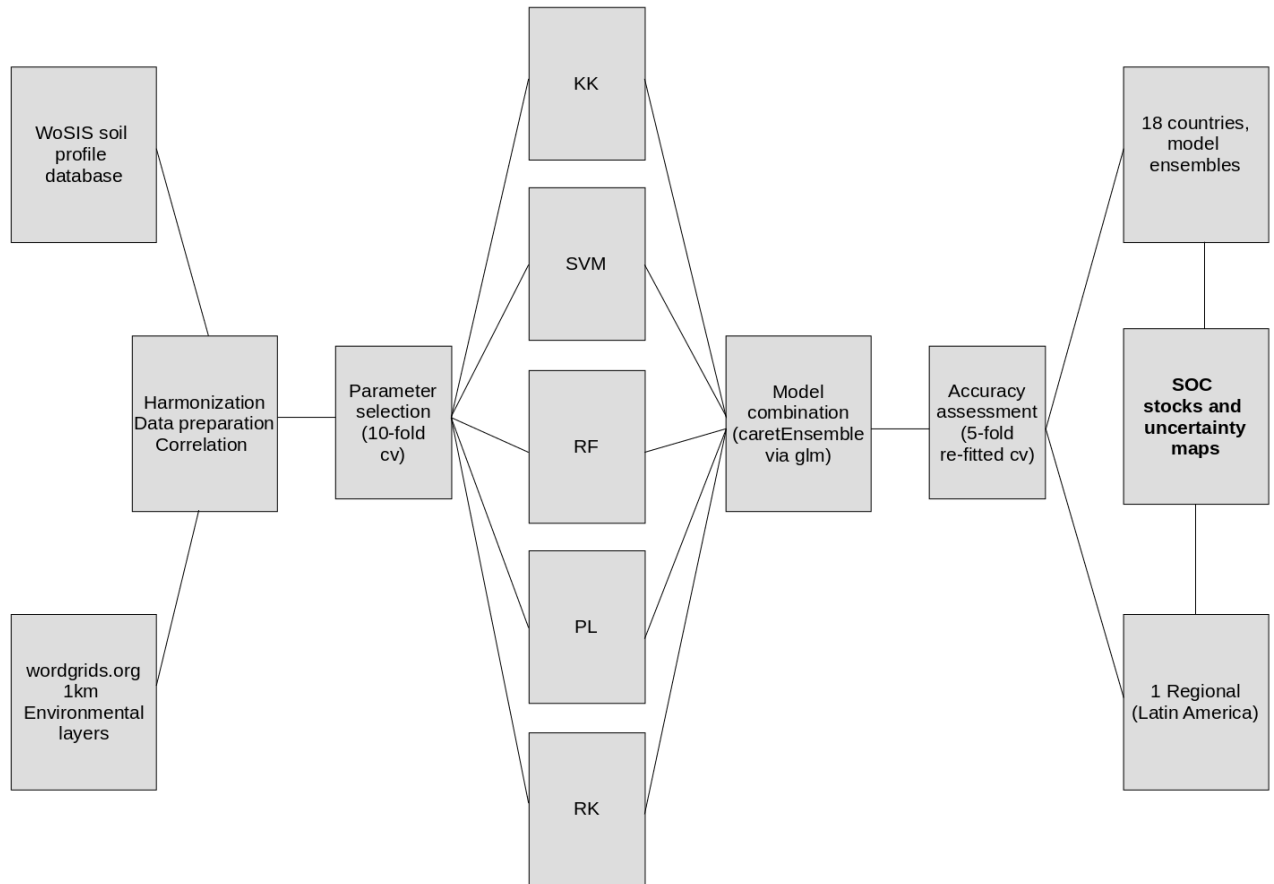 WoSIS soil
profile
database
wordgrids.org
1km
Environmental
layers
Harmonization
Data preparation
Correlation
Parameter
selection
(10-fold
cv)
KK
SVM
RF
PL
RK
Model
combination
(caretEnsemble
via glm)
Accuracy
assessment
(5-fold
re-fitted cv)
18 countries,
model
ensembles
SOC
stocks and
uncertainty
maps
1 Regional
(Latin America)